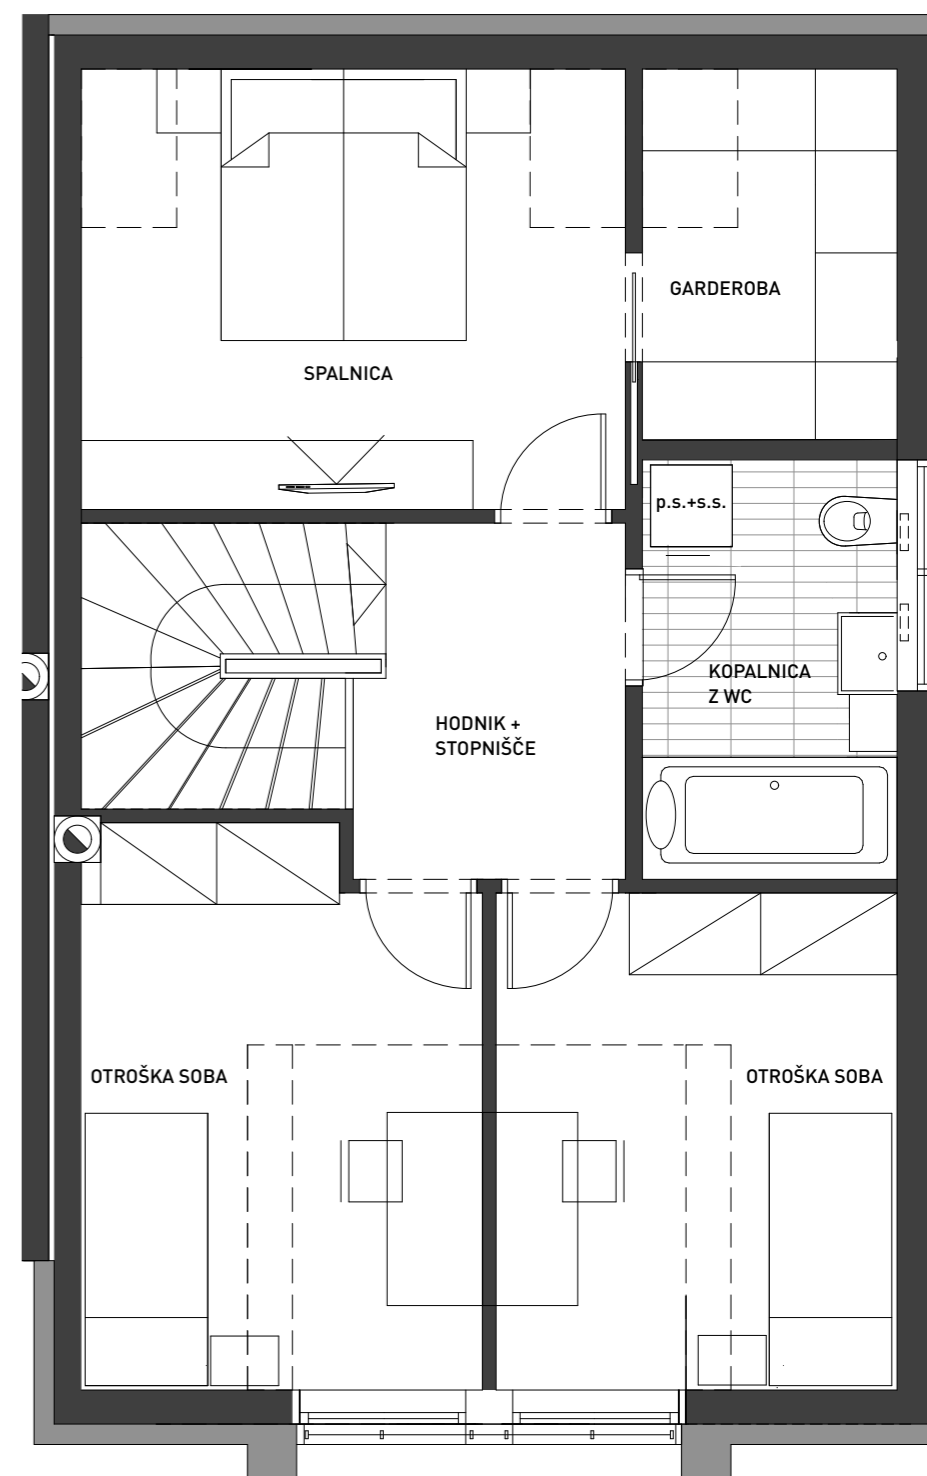 GARDEROBA
SPALNICA
p.s.+s.s.
KOPALNICA
Z WC
HODNIK +
STOPNIŠČE
OTROŠKA SOBA
OTROŠKA SOBA